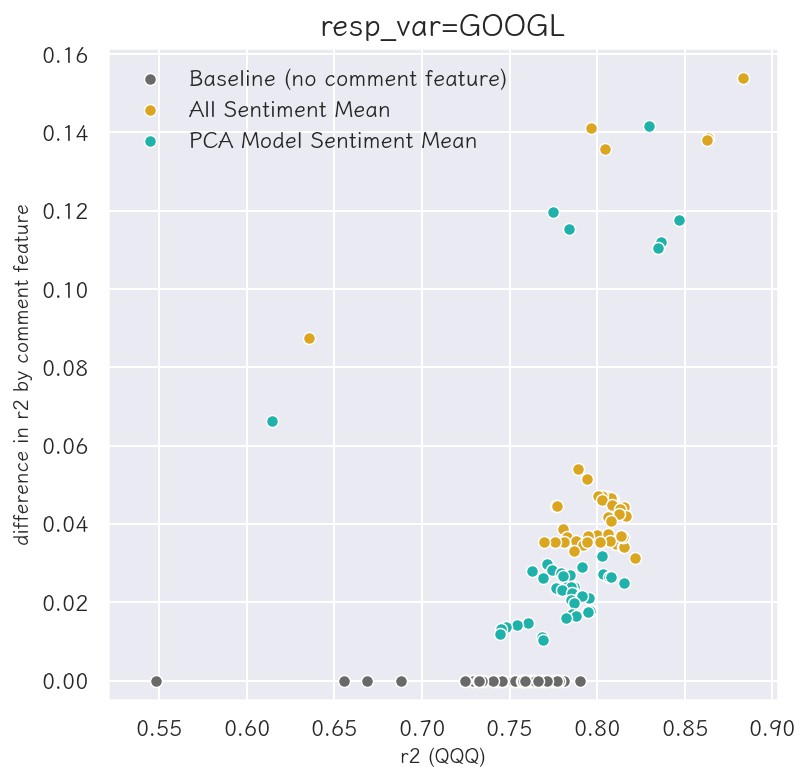 resp_var=GOOGL
0.16
0.14
0.12
0.10
0.08
0.06
0.04
0.02
0.00
difference in r2 by comment feature
Baseline (no comment feature)
All Sentiment Mean
PCA Model Sentiment Mean
0.55 0.60 0.65 0.70 0.75 0.80 0.85 0.90
r2 (QQQ)